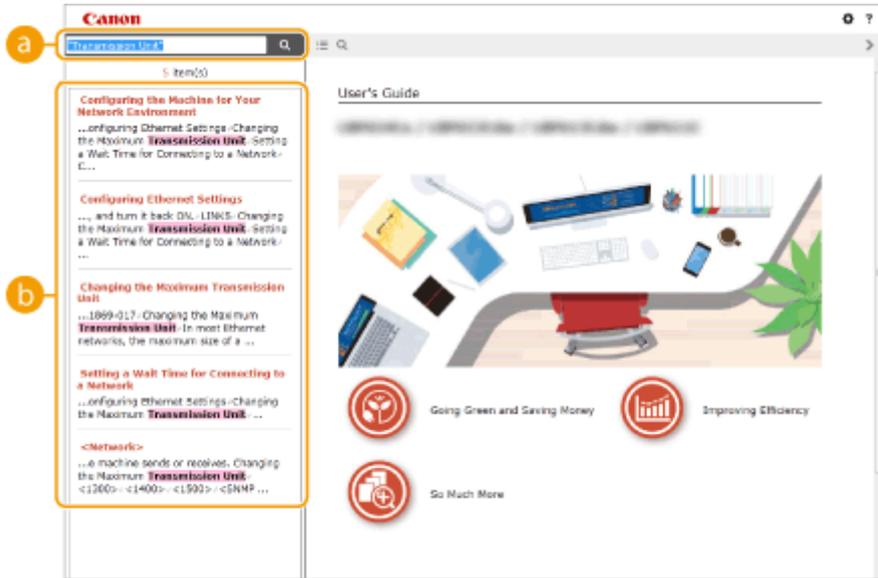 Canon
?
a
"Transmission Unit"
5 item(s)
User's Guide
b
Configuring the Machine for Your
Network Environment
...onfiguring Ethernet Settings
Changing
the Maximum Transmission Unit
Setting
a Wait Time for Connecting to a Network
C...
Configuring Ethernet Settings
..., and turn it back ON.
LINKS
Changing
the Maximum Transmission Unit
Setting
a Wait Time for Connecting to a Network
...
Changing the Maximum Transmission
Unit
...1869-017
Changing the Maximum
Transmission Unit
In most Ethernet
networks, the maximum size of a ...
Setting a Wait Time for Connecting to
a Network
...onfiguring Ethernet Settings
Changing
the Maximum Transmission Unit
...
<Network>
...e machine sends or receives. Changing
the Maximum Transmission Unit
<1300>
<1400>
<1500>
<SNMP ...
Going Green and Saving Money
Improving Efficiency
So Much More